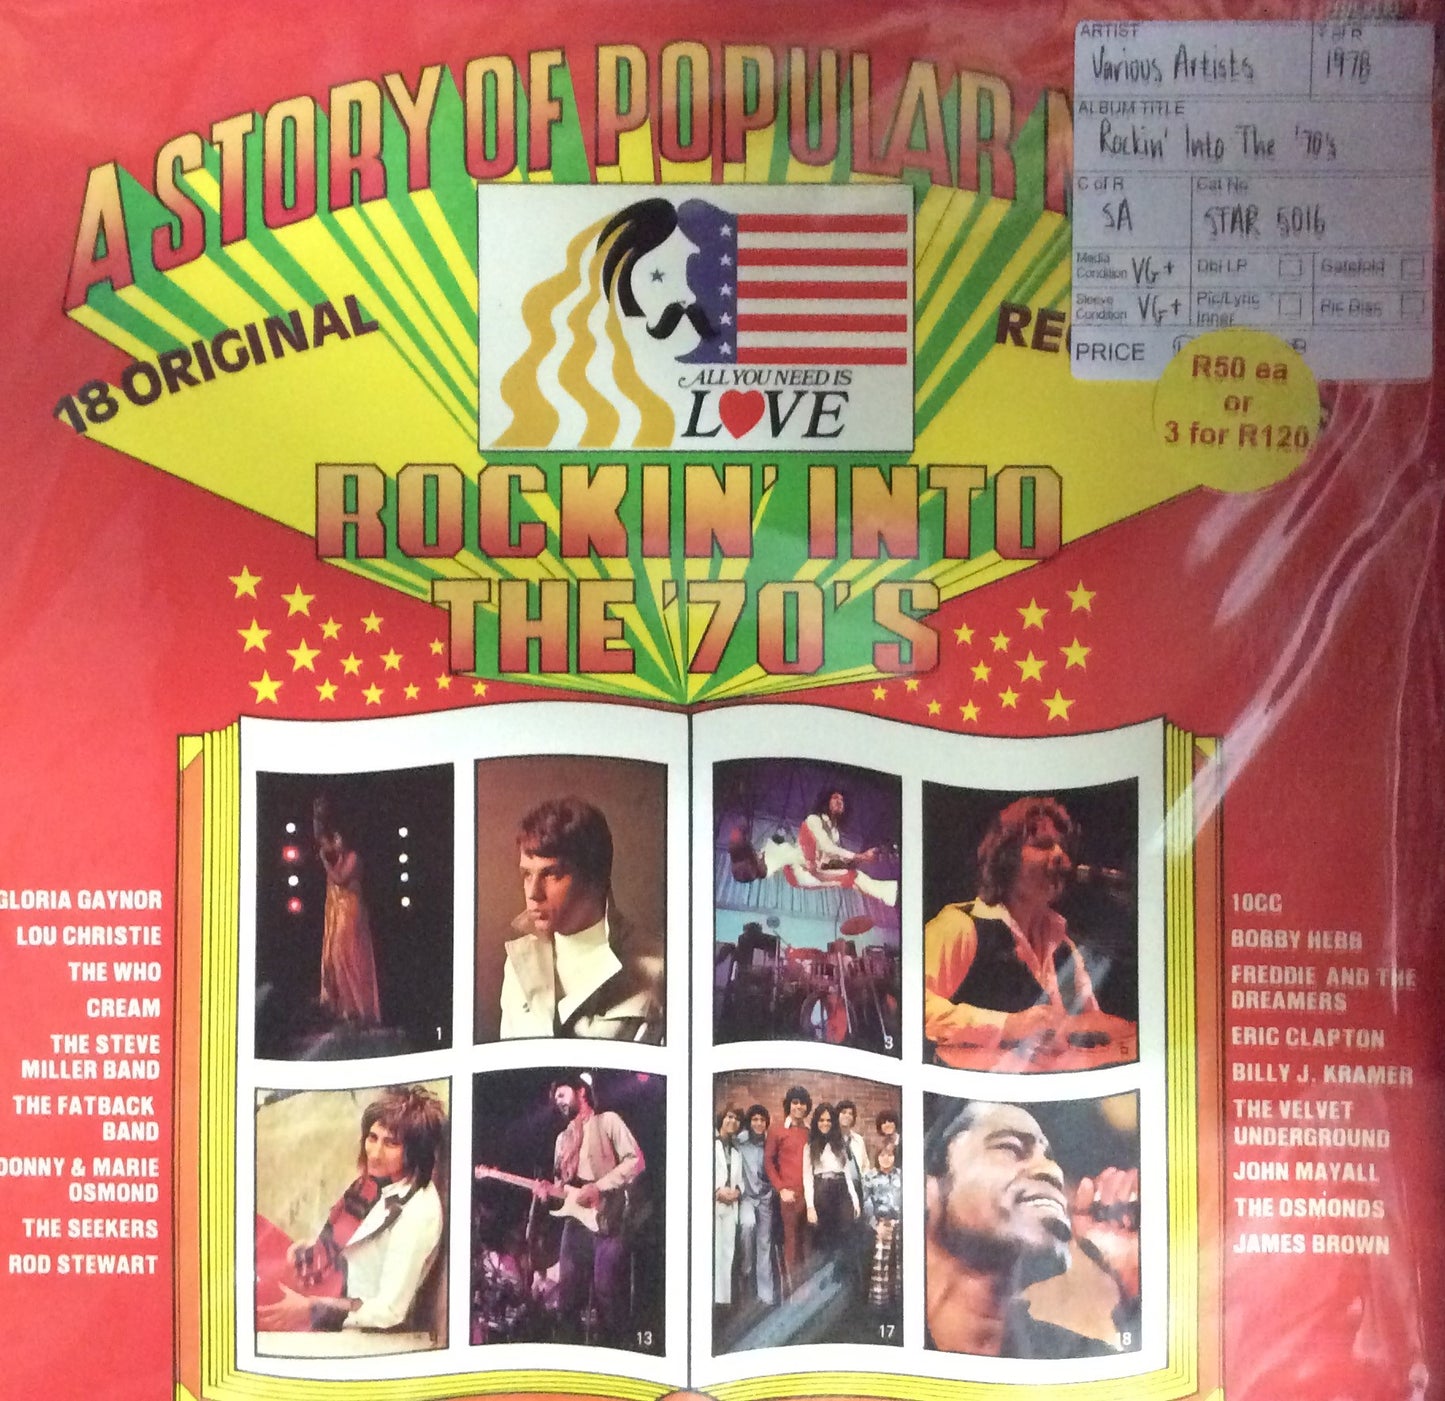 A STORY OF POPULAR
18 ORIGINAL
ALL YOU NEED IS
LOVE
ROCKIN' INTO
THE '70'S
ARTIST
Various Artists
YEAR
1978
ALBUM TITLE
Rockin' Into The '70's
C of R
SA
Cat No
STAR 5016
Media
Condition VG+
Dbl LP
Gatefold
Sleeve
Condition VG+
Pic/Lyric
Inner
Pic Disc
PRICE
R50 ea
or
3 for R120
GLORIA GAYNOR
LOU CHRISTIE
THE WHO
CREAM
THE STEVE
MILLER BAND
THE FATBACK
BAND
DONNY & MARIE
OSMOND
THE SEEKERS
ROD STEWART
1
3
13
17
18
10CC
BOBBY HEBB
FREDDIE AND THE
DREAMERS
ERIC CLAPTON
BILLY J. KRAMER
THE VELVET
UNDERGROUND
JOHN MAYALL
THE OSMONDS
JAMES BROWN